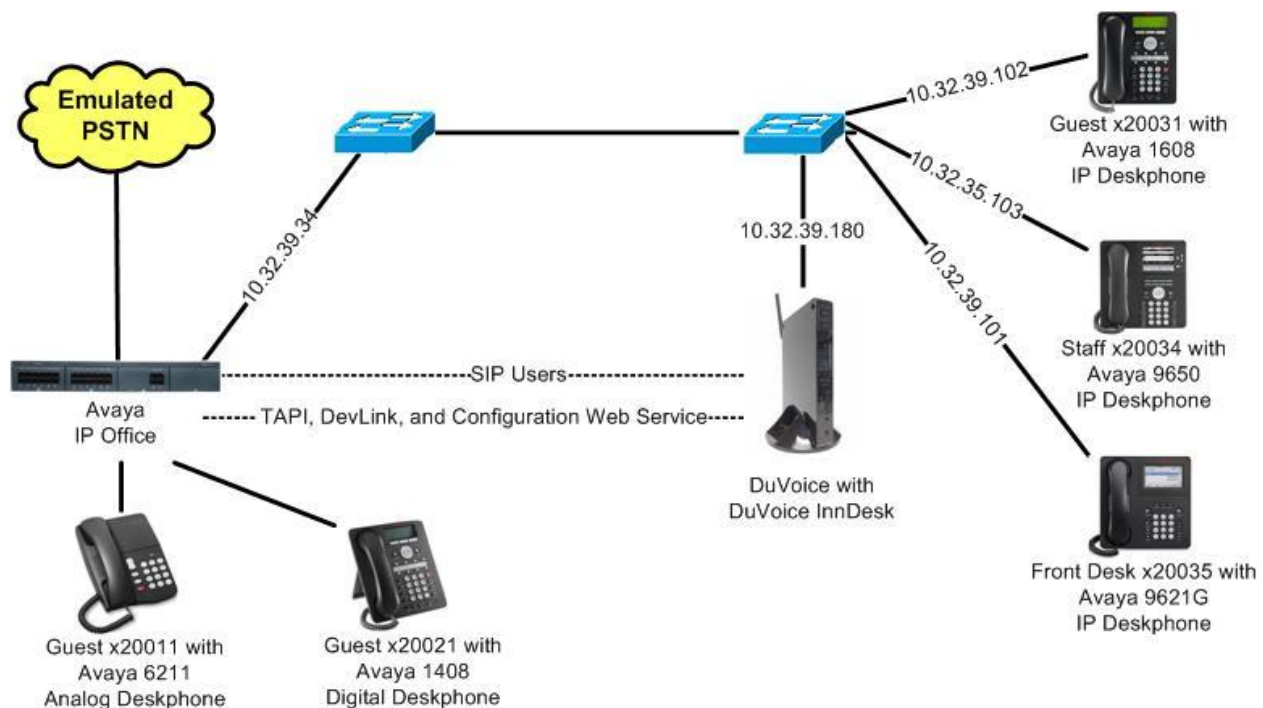 Emulated
PSTN
10.32.39.34
Avaya
IP Office
SIP Users
TAPI, DevLink, and Configuration Web Service
Guest x20011 with
Avaya 6211
Analog Deskphone
Guest x20021 with
Avaya 1408
Digital Deskphone
10.32.39.180
DuVoice with
DuVoice InnDesk
10.32.39.102
Guest x20031 with
Avaya 1608
IP Deskphone
10.32.35.103
Staff x20034 with
Avaya 9650
IP Deskphone
10.32.39.101
Front Desk x20035 with
Avaya 9621G
IP Deskphone